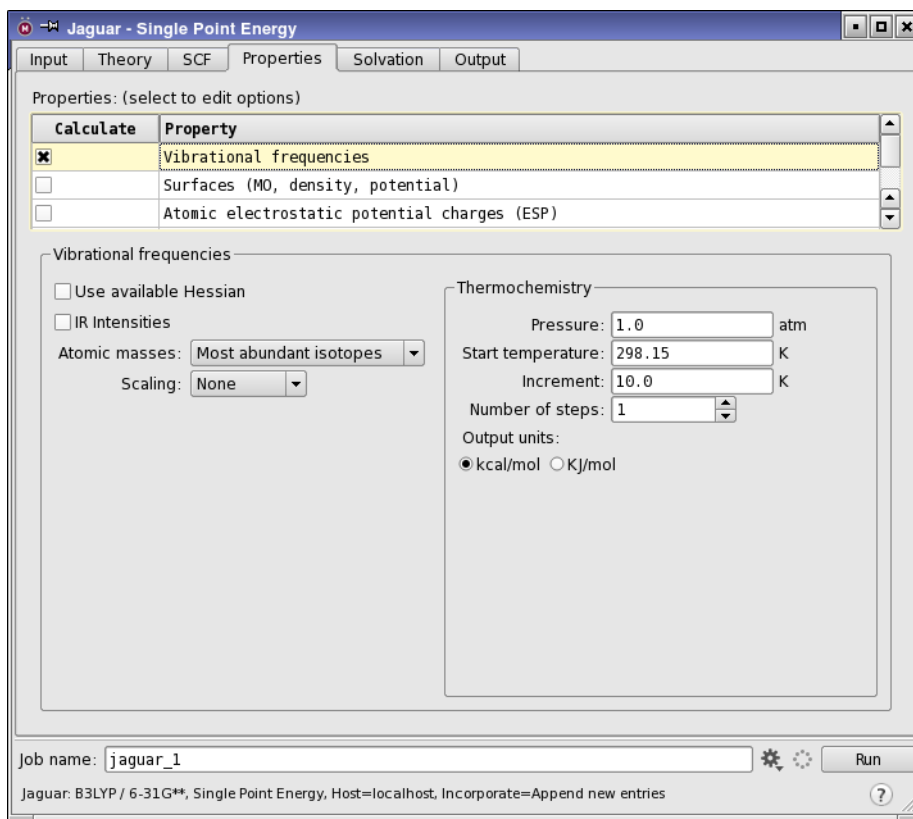 Jaguar - Single Point Energy
Input Theory SCF Properties Solvation Output
Properties: (select to edit options)
Calculate Property
Vibrational frequencies
Surfaces (MO, density, potential)
Atomic electrostatic potential charges (ESP)
Vibrational frequencies
Use available Hessian
IR Intensities
Atomic masses: Most abundant isotopes
Scaling: None
Thermochemistry
Pressure: 1.0 atm
Start temperature: 298.15 K
Increment: 10.0 K
Number of steps: 1
Output units:
kcal/mol KJ/mol
Job name: jaguar_1 Run
Jaguar: B3LYP / 6-31G**, Single Point Energy, Host=localhost, Incorporate=Append new entries ?